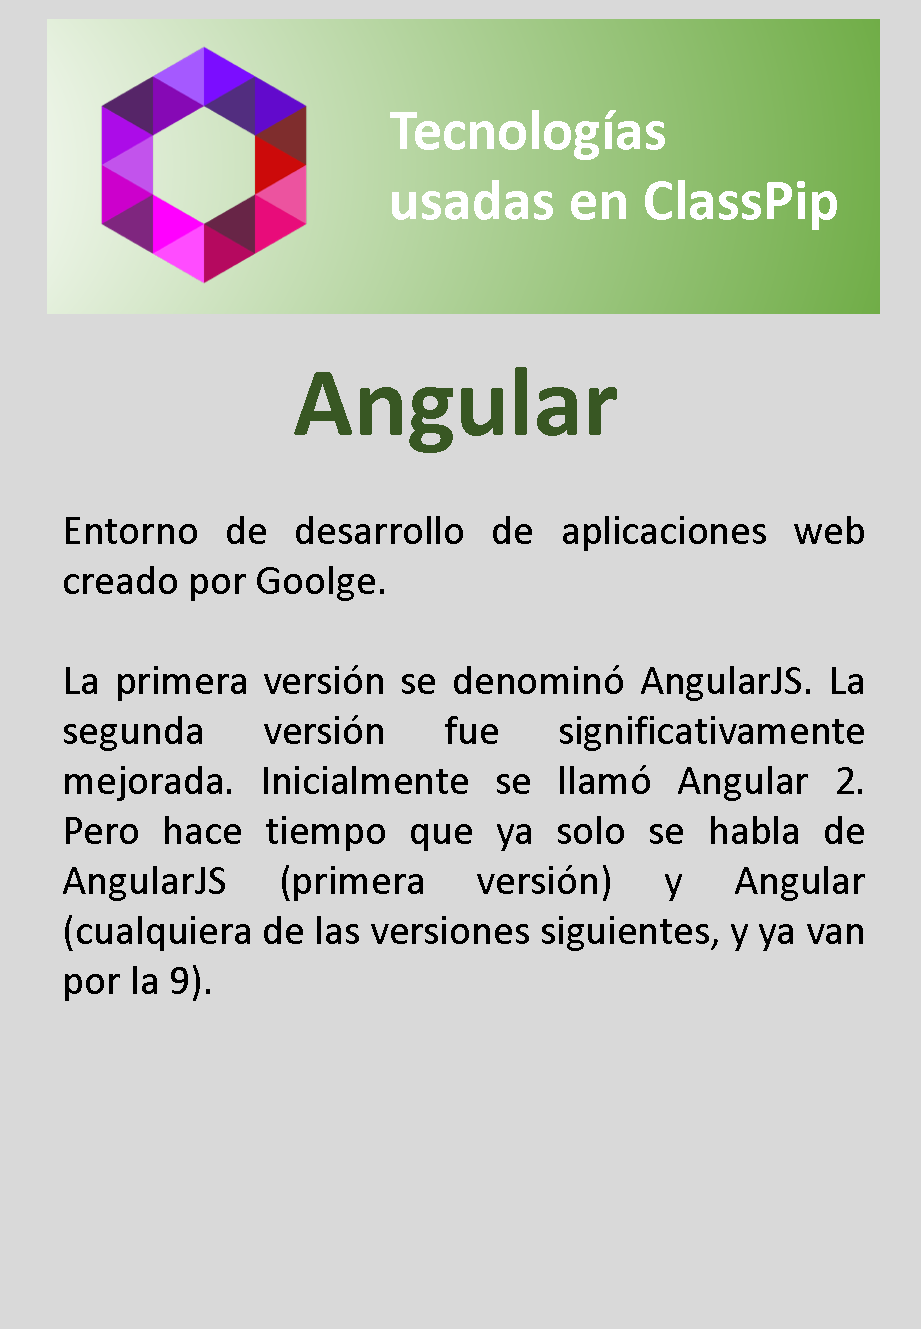 Tecnologías
usadas en ClassPip
Angular
Entorno de desarrollo de aplicaciones web
creado por Goolge.
La primera versión se denominó AngularJS. La
segunda versión fue significativamente
mejorada. Inicialmente se llamó Angular 2.
Pero hace tiempo que ya solo se habla de
AngularJS (primera versión) y Angular
(cualquiera de las versiones siguientes, y ya van
por la 9).